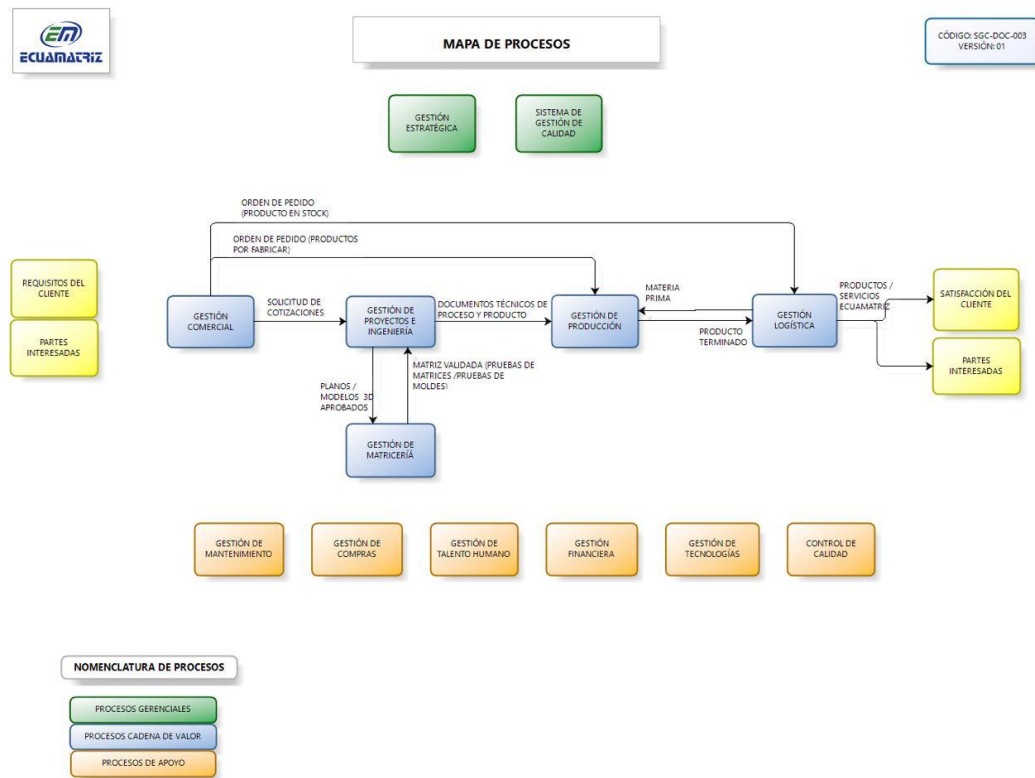 EM
ECUAMATRIZ
MAPA DE PROCESOS
CÓDIGO: SGC-DOC-003
VERSIÓN: 01
GESTIÓN
ESTRATÉGICA
SISTEMA DE
GESTIÓN DE
CALIDAD
ORDEN DE PEDIDO
(PRODUCTO EN STOCK)
ORDEN DE PEDIDO (PRODUCTOS
POR FABRICAR)
REQUISITOS DEL
CLIENTE
PARTES
INTERESADAS
GESTIÓN
COMERCIAL
SOLICITUD DE
COTIZACIONES
GESTIÓN DE
PROYECTOS E
INGENIERÍA
DOCUMENTOS TÉCNICOS DE
PROCESO Y PRODUCTO
GESTIÓN DE
PRODUCCIÓN
MATERIA
PRIMA
PRODUCTO
TERMINADO
GESTIÓN
LOGÍSTICA
PRODUCTOS /
SERVICIOS
ECUAMATRIZ
SATISFACCIÓN DEL
CLIENTE
PARTES
INTERESADAS
PLANOS /
MODELOS 3D
APROBADOS
MATRIZ VALIDADA (PRUEBAS DE
MATRICES /PRUEBAS DE
MOLDES)
GESTIÓN DE
MATRICERÍA
GESTIÓN DE
MANTENIMIENTO
GESTIÓN DE
COMPRAS
GESTIÓN DE
TALENTO HUMANO
GESTIÓN
FINANCIERA
GESTIÓN DE
TECNOLOGÍAS
CONTROL DE
CALIDAD
NOMENCLATURA DE PROCESOS
PROCESOS GERENCIALES
PROCESOS CADENA DE VALOR
PROCESOS DE APOYO